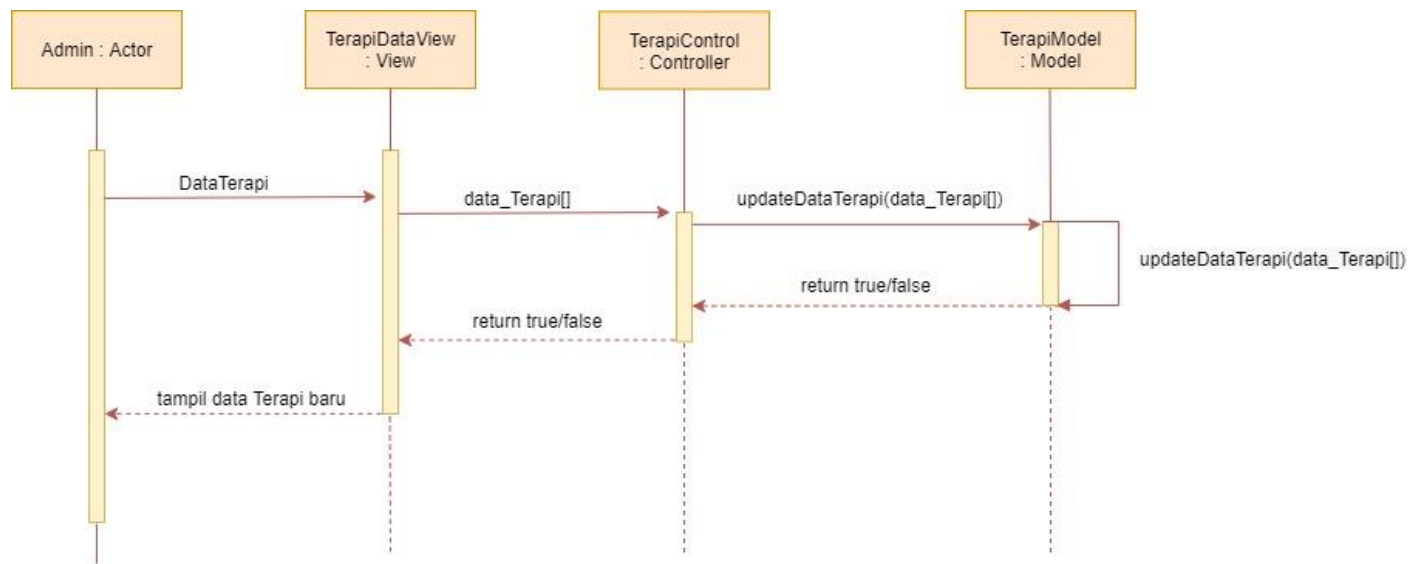 Admin : Actor
TerapiDataView
: View
TerapiControl
: Controller
TerapiModel
: Model
DataTerapi
data_Terapi[]
updateDataTerapi(data_Terapi[])
updateDataTerapi(data_Terapi[])
return true/false
return true/false
tampil data Terapi baru